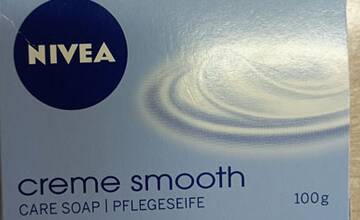 NIVEA
creme smooth
CARE SOAP | PFLEGESEIFE
100g